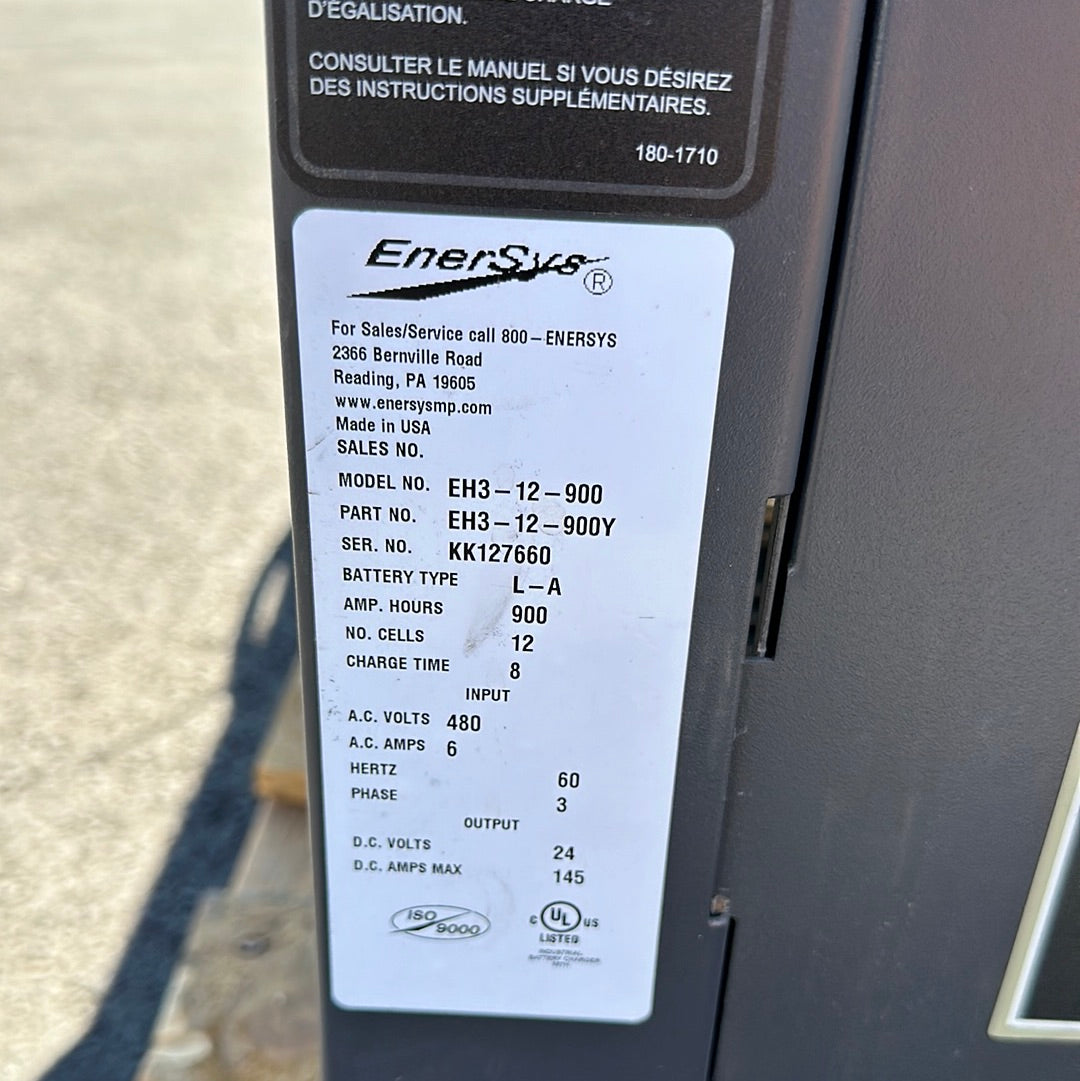 D'ÉGALISATION.
CONSULTER LE MANUEL SI VOUS DÉSIREZ
DES INSTRUCTIONS SUPPLÉMENTAIRES.
180-1710
EnerSys®
For Sales/Service call 800-ENERSYS
2366 Bernville Road
Reading, PA 19605
www.enersysmp.com
Made in USA
SALES NO.
MODEL NO. EH3-12-900
PART NO. EH3-12-900Y
SER. NO. KK127660
BATTERY TYPE L-A
AMP. HOURS 900
NO. CELLS 12
CHARGE TIME 8
INPUT
A.C. VOLTS 480
A.C. AMPS 6
HERTZ 60
PHASE 3
OUTPUT
D.C. VOLTS 24
D.C. AMPS MAX 145
ISO 9000
C UL US
LISTED
INDUSTRIAL
BATTERY CHARGER